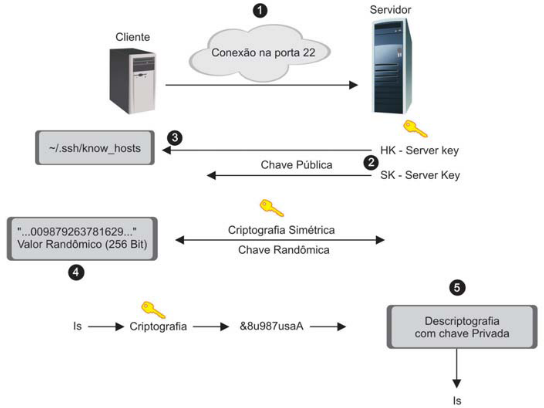 1
Servidor
Cliente
Conexão na porta 22
3
~/.ssh/know_hosts
HK - Server key
2
Chave Pública
SK - Server Key
"...009879263781629..."
Valor Randômico (256 Bit)
Criptografia Simétrica
Chave Randômica
4
5
ls
Criptografia
&8u987usaA
Descriptografia
com chave Privada
ls